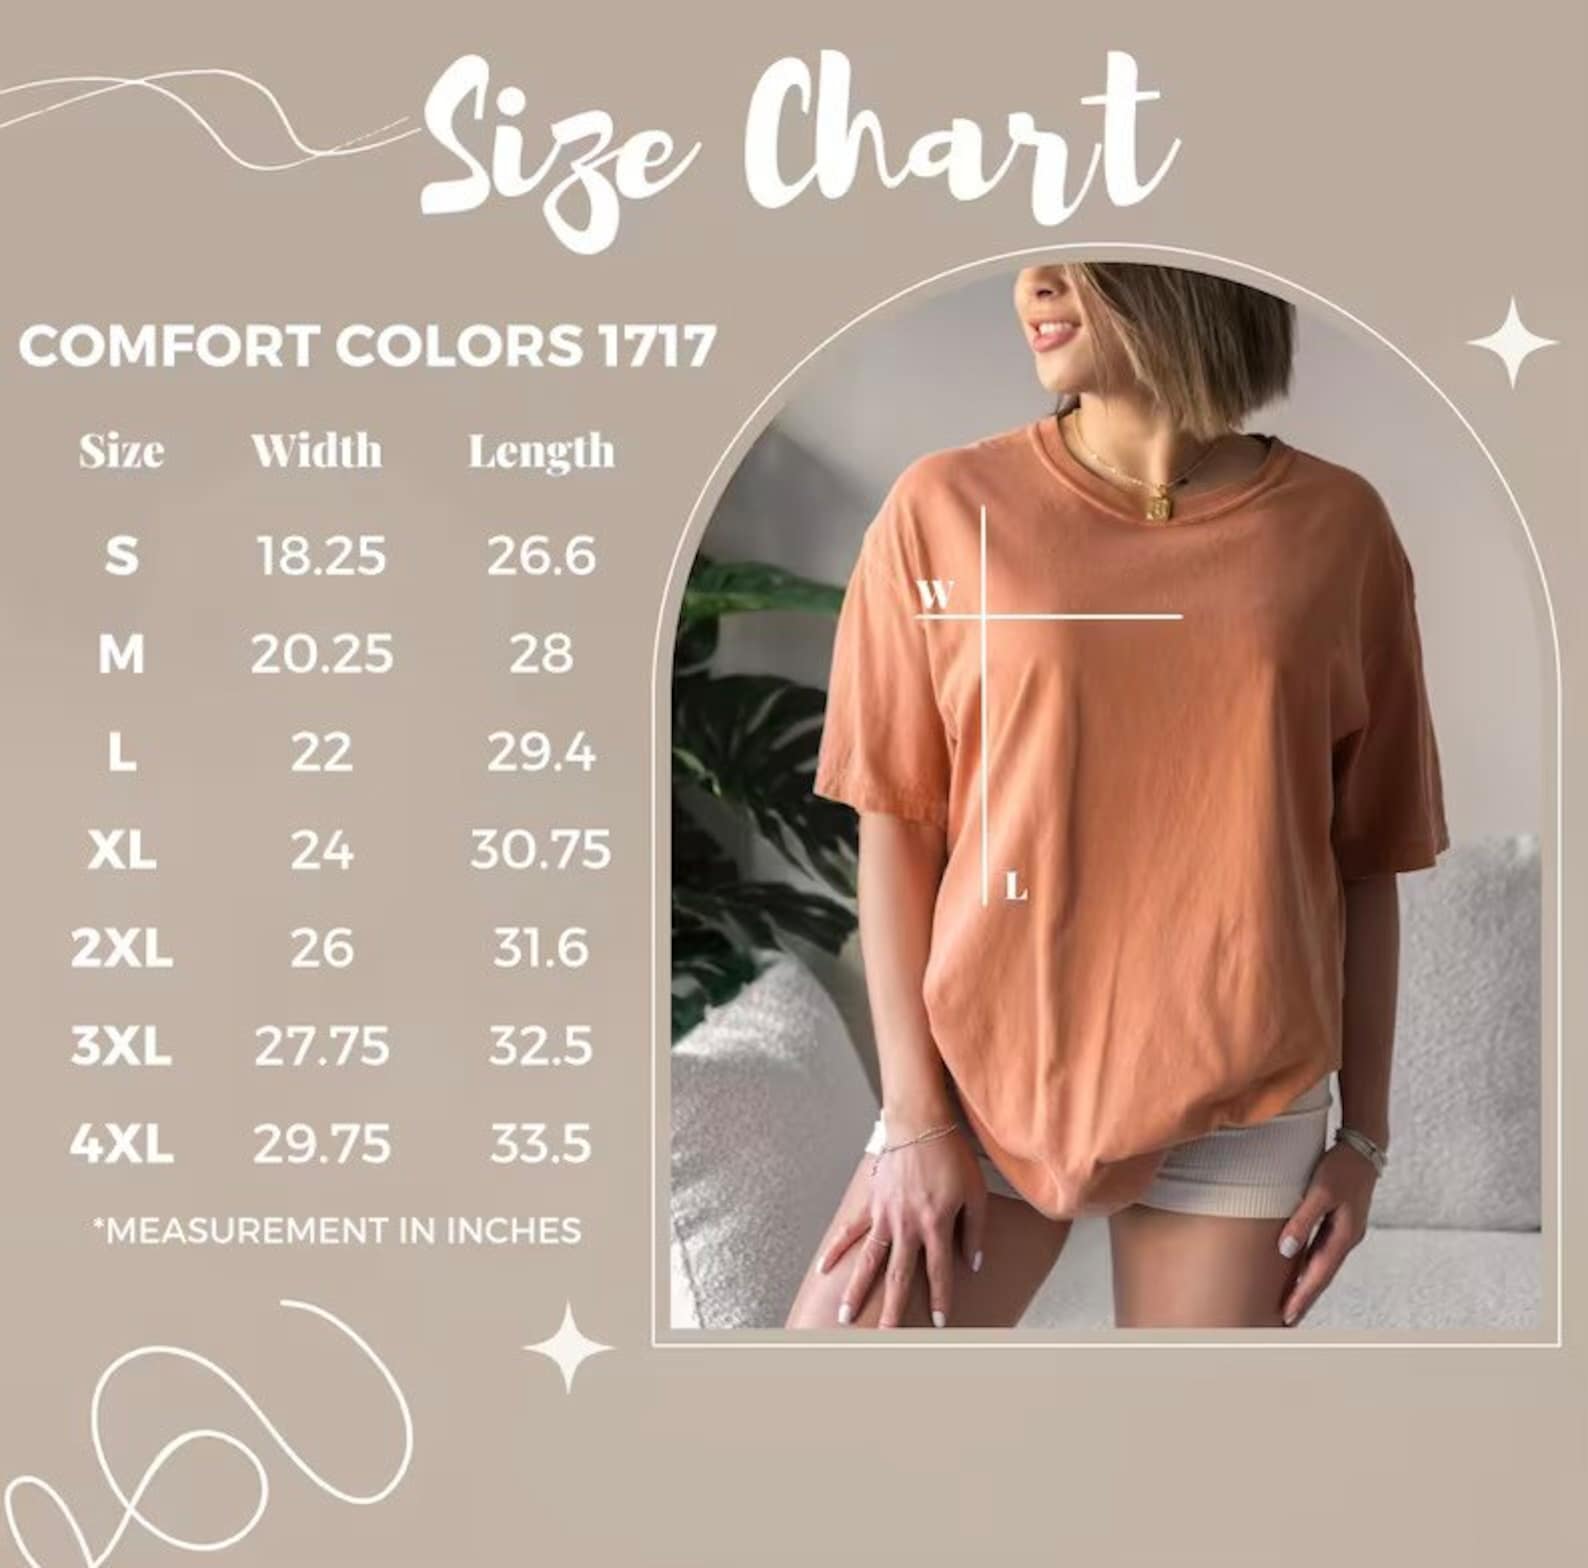 Size Chart
COMFORT COLORS 1717
Size Width Length
S 18.25 26.6
M 20.25 28
L 22 29.4
XL 24 30.75
2XL 26 31.6
3XL 27.75 32.5
4XL 29.75 33.5
*MEASUREMENT IN INCHES
W
L